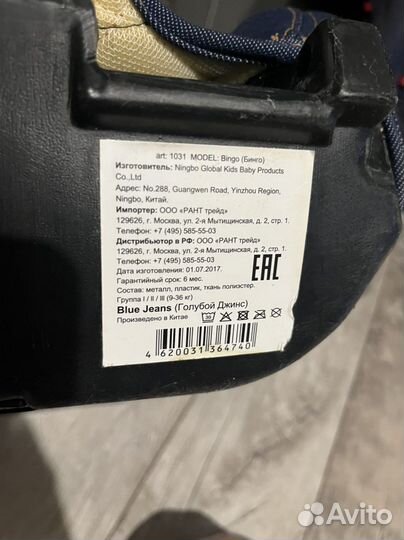 art: 1031 MODEL: Bingo (Бинго)
Изготовитель: Ningbo Global Kids Baby Products
Co.,Ltd
Адрес: No.288, Guangwen Road, Yinzhou Region,
Ningbo, Китай.
Импортер: ООО «РАНТ трейд»
129626, г. Москва, ул. 2-я Мытищинская, д. 2, стр. 1.
Телефон: +7 (495) 585-55-03
Дистрибьютор в РФ: ООО «РАНТ трейд»
129626, г. Москва, ул. 2-я Мытищинская, д. 2, стр. 1.
Телефон: +7 (495) 585-55-03
Дата изготовления: 01.07.2017.
Гарантийный срок: 6 мес.
Состав: металл, пластик, ткань полиэстер.
Группа I / II / III (9-36 кг)
Blue Jeans (Голубой Джинс)
Произведено в Китае
EAC
30
4 620031 364740
Avito